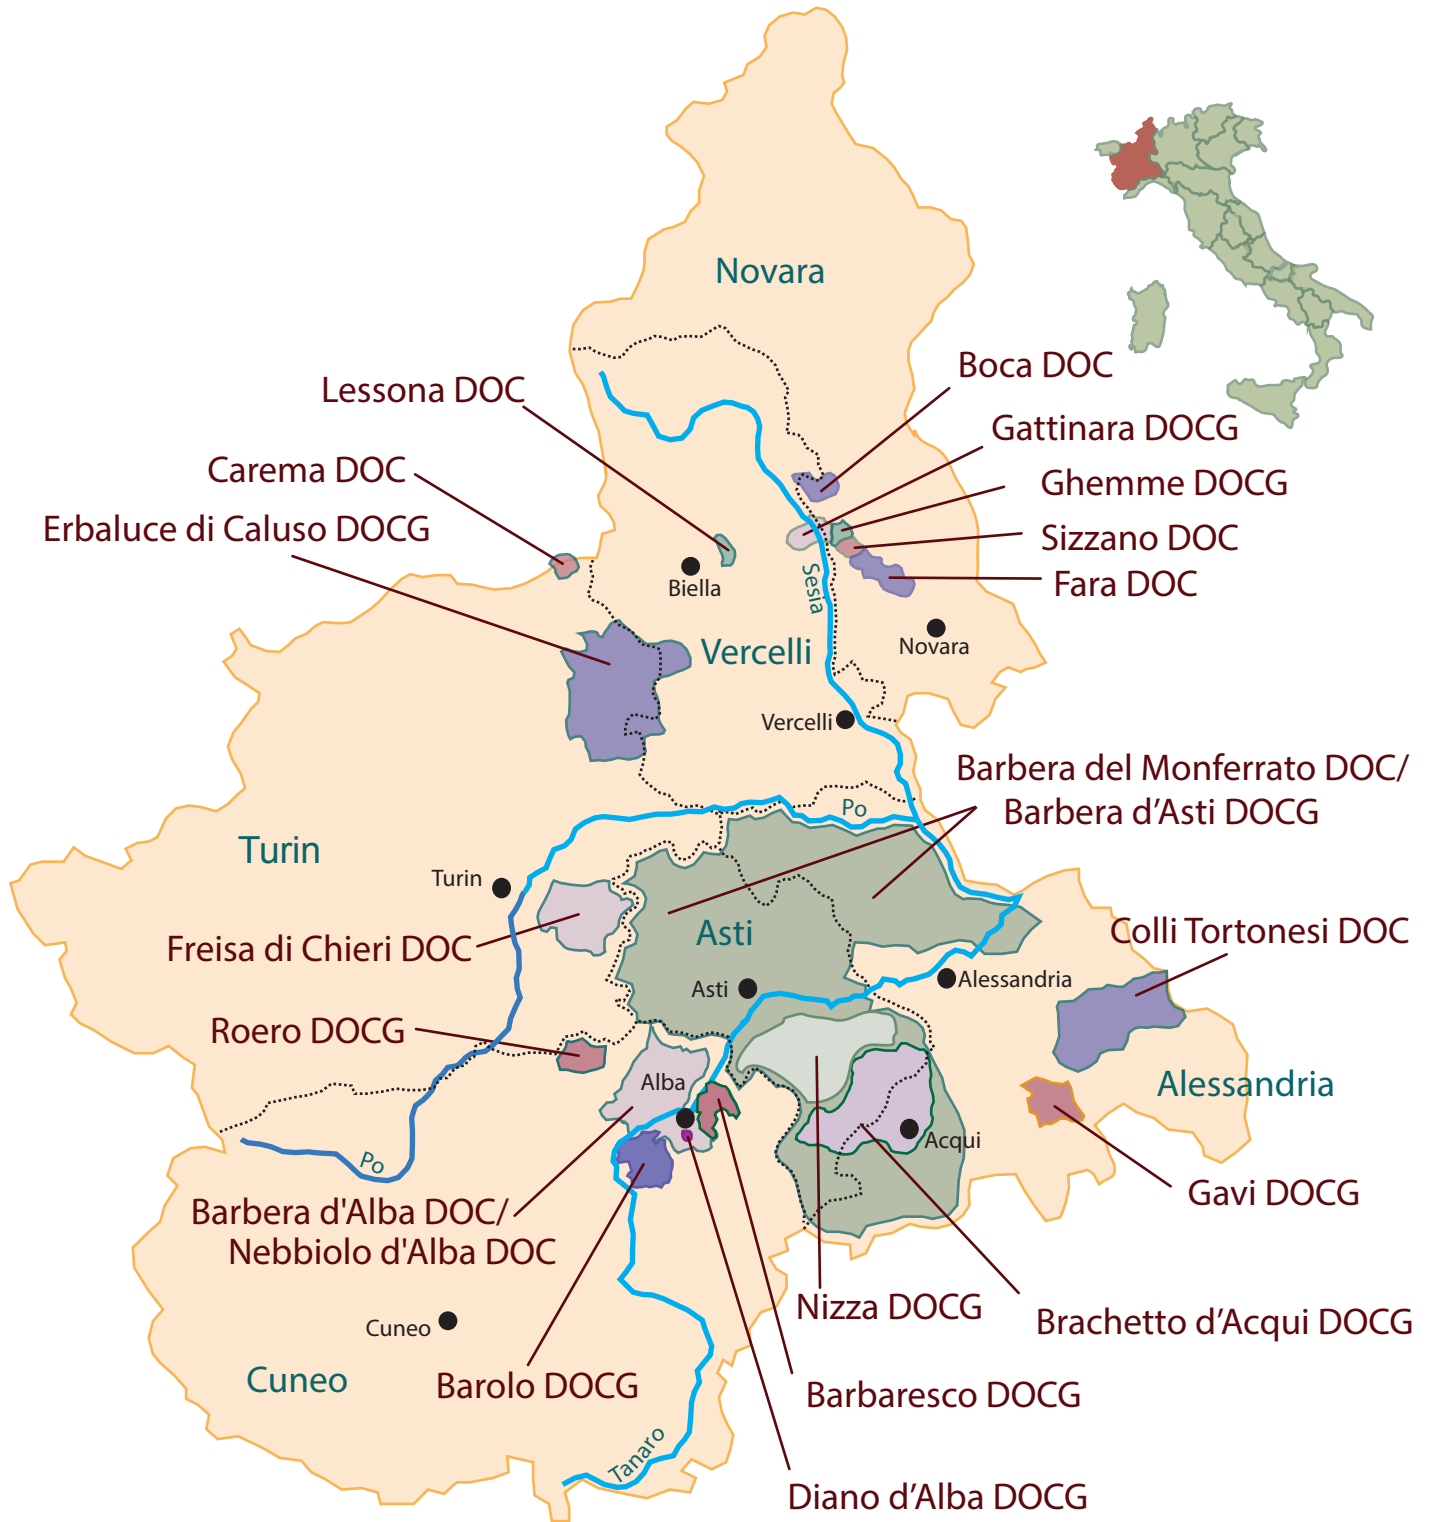 Novara
Boca DOC
Lessona DOC
Gattinara DOCG
Carema DOC
Ghemme DOCG
Erbaluce di Caluso DOCG
Sizzano DOC
Fara DOC
Biella
Sesia
Novara
Vercelli
Vercelli
Barbera del Monferrato DOC/
Barbera d’Asti DOCG
Po
Turin
Turin
Freisa di Chieri DOC
Asti
Colli Tortonesi DOC
Asti
Alessandria
Roero DOCG
Alba
Alessandria
Acqui
Po
Gavi DOCG
Barbera d'Alba DOC/
Nebbiolo d'Alba DOC
Nizza DOCG
Brachetto d’Acqui DOCG
Cuneo
Cuneo
Barolo DOCG
Barbaresco DOCG
Tanaro
Diano d’Alba DOCG